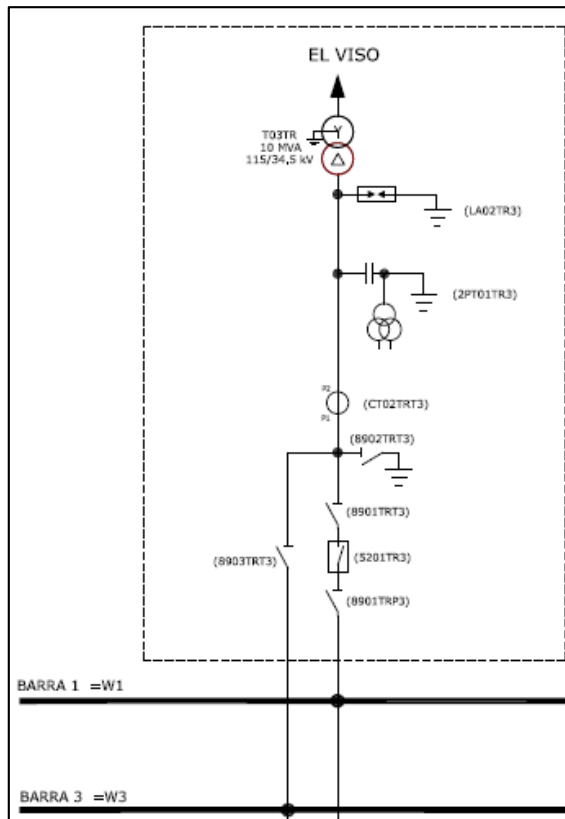 EL VISO
Y
T03TR
10 MVA
115/34,5 kV
(LA02TR3)
(2PT01TR3)
P2
(CT02TRT3)
P1
(8902TRT3)
(8901TRT3)
(8903TRT3)
(5201TR3)
(8901TRP3)
BARRA 1 =W1
BARRA 3 =W3